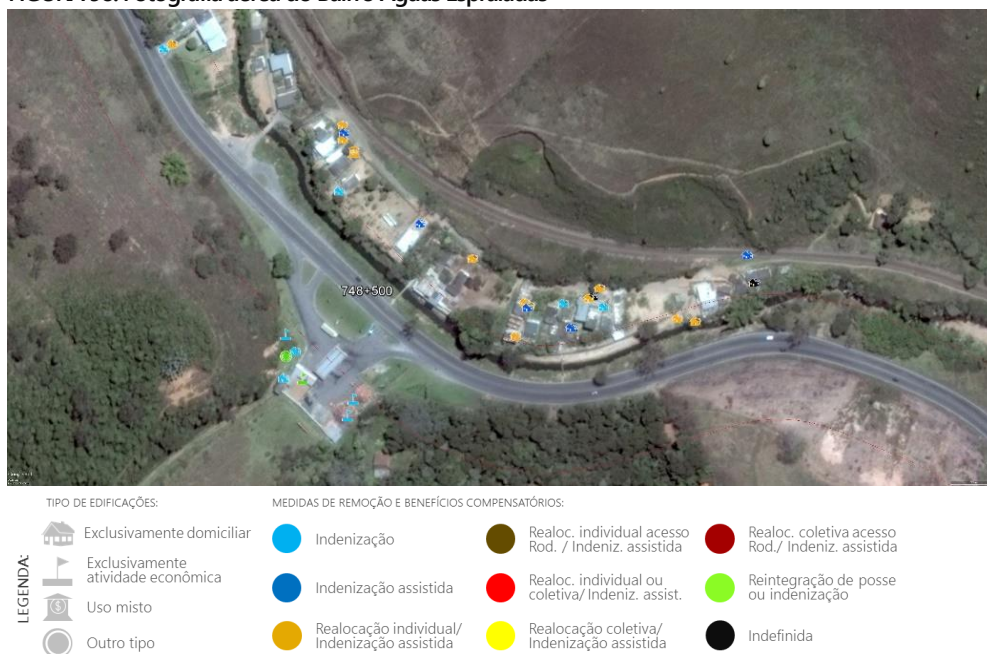 748+500
TIPO DE EDIFICAÇÕES:
MEDIDAS DE REMOÇÃO E BENEFÍCIOS COMPENSATÓRIOS:
LEGENDA:
Exclusivamente domiciliar
Exclusivamente
atividade econômica
Uso misto
Outro tipo
Indenização
Indenização assistida
Realocação individual/
Indenização assistida
Realoc. individual acesso
Rod. / Indeniz. assistida
Realoc. individual ou
coletiva/ Indeniz. assist.
Realocação coletiva/
Indenização assistida
Realoc. coletiva acesso
Rod./ Indeniz. assistida
Reintegração de posse
ou indenização
Indefinida